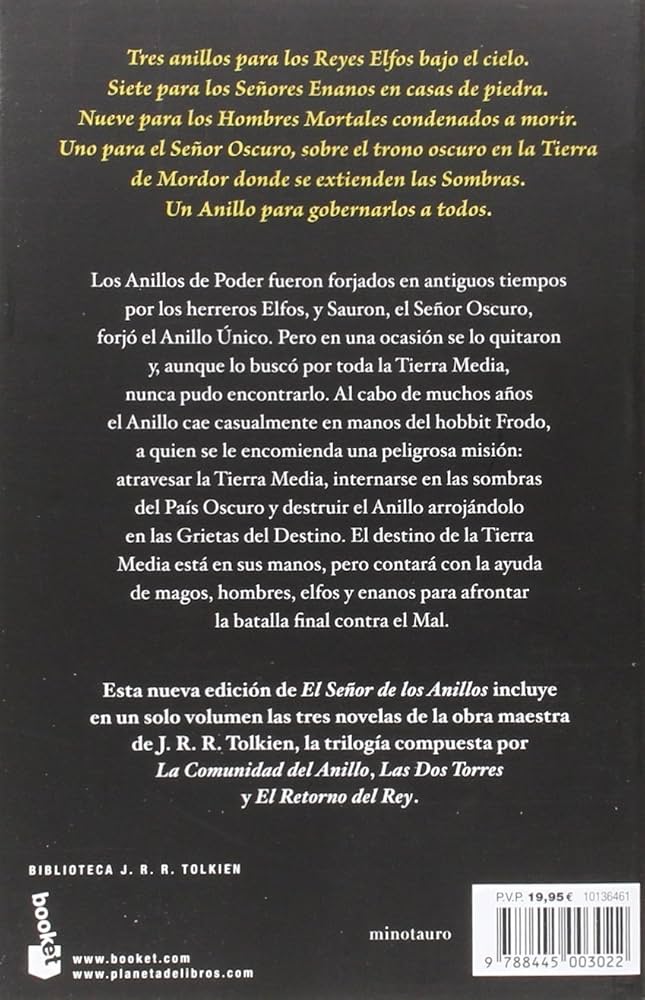 Tres anillos para los Reyes Elfos bajo el cielo.
Siete para los Señores Enanos en casas de piedra.
Nueve para los Hombres Mortales condenados a morir.
Uno para el Señor Oscuro, sobre el trono oscuro en la Tierra
de Mordor donde se extienden las Sombras.
Un Anillo para gobernarlos a todos.
Los Anillos de Poder fueron forjados en antiguos tiempos
por los herreros Elfos, y Sauron, el Señor Oscuro,
forjó el Anillo Único. Pero en una ocasión se lo quitaron
y, aunque lo buscó por toda la Tierra Media,
nunca pudo encontrarlo. Al cabo de muchos años
el Anillo cae casualmente en manos del hobbit Frodo,
a quien se le encomienda una peligrosa misión:
atravesar la Tierra Media, internarse en las sombras
del País Oscuro y destruir el Anillo arrojándolo
en las Grietas del Destino. El destino de la Tierra
Media está en sus manos, pero contará con la ayuda
de magos, hombres, elfos y enanos para afrontar
la batalla final contra el Mal.
Esta nueva edición de El Señor de los Anillos incluye
en un solo volumen las tres novelas de la obra maestra
de J. R. R. Tolkien, la trilogía compuesta por
La Comunidad del Anillo, Las Dos Torres
y El Retorno del Rey.
BIBLIOTECA J. R. R. TOLKIEN
booket
www.booket.com
www.planetadelibros.com
minotauro
P.V.P. 19,95 € 10136461
9 788445 003022